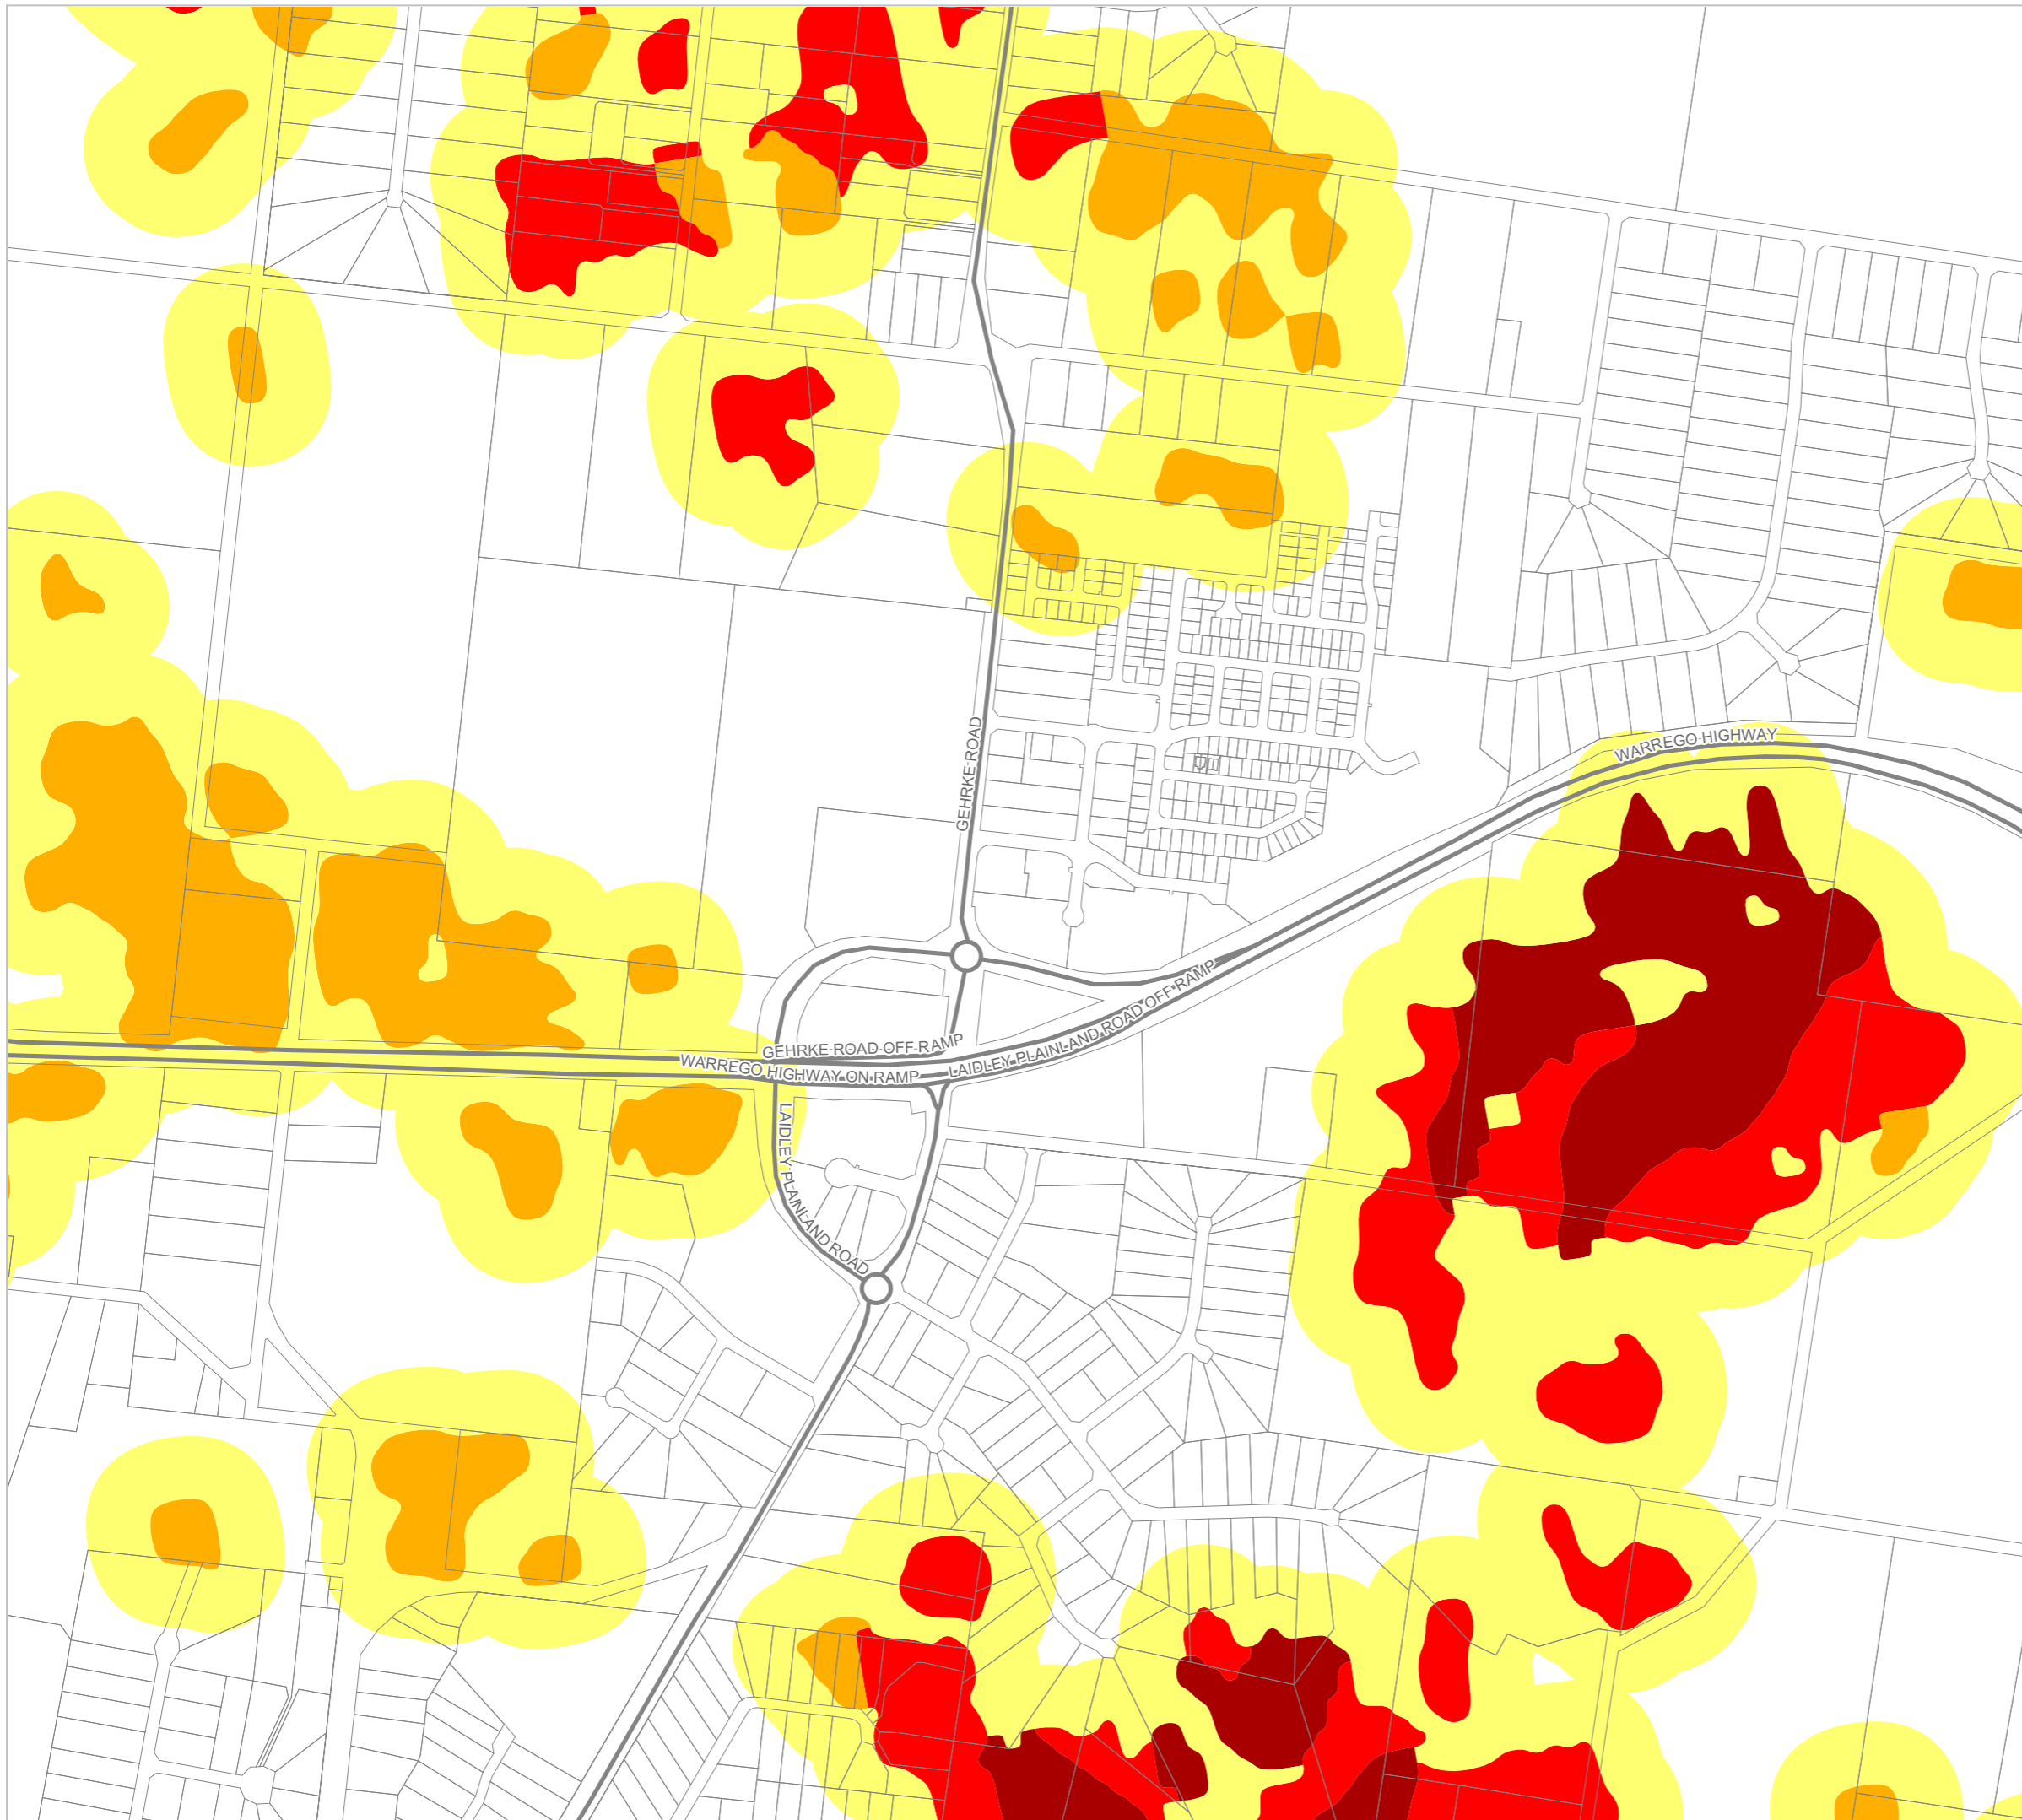 WARREGO HIGHWAY
GEHRKE ROAD
LAIDLEY PLAINLAND ROAD OFF RAMP
GEHRKE ROAD OFF RAMP
WARREGO HIGHWAY ON RAMP
LAIDLEY PLAINLAND ROAD